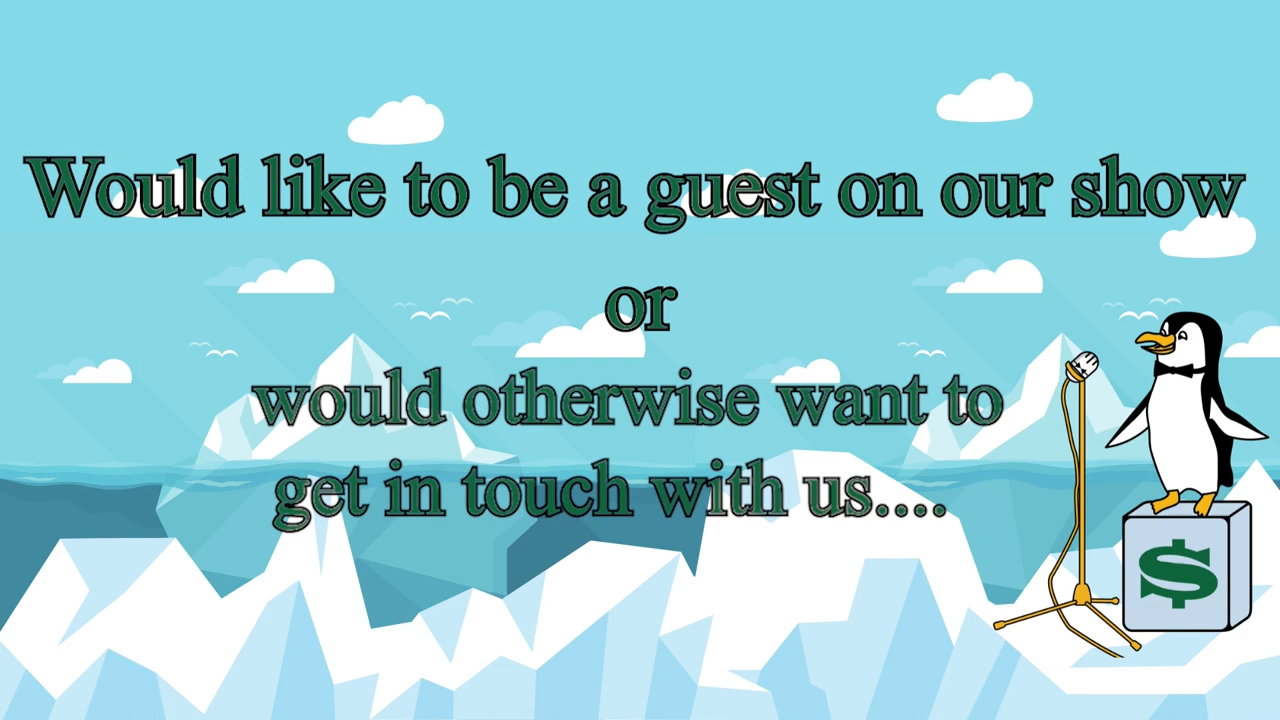 Would like to be a guest on our show
or
would otherwise want to
get in touch with us....
$